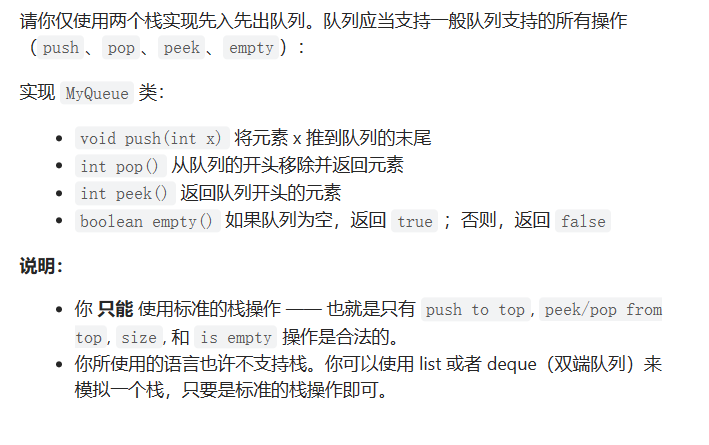 请你仅使用两个栈实现先入先出队列。队列应当支持一般队列支持的所有操作
（push、pop、peek、empty）：
实现 MyQueue 类：
void push(int x) 将元素 x 推到队列的末尾
int pop() 从队列的开头移除并返回元素
int peek() 返回队列开头的元素
boolean empty() 如果队列为空，返回 true ；否则，返回 false
说明：
你 只能 使用标准的栈操作 —— 也就是只有 push to top, peek/pop from
top, size, 和 is empty 操作是合法的。
你所使用的语言也许不支持栈。你可以使用 list 或者 deque（双端队列）来
模拟一个栈，只要是标准的栈操作即可。